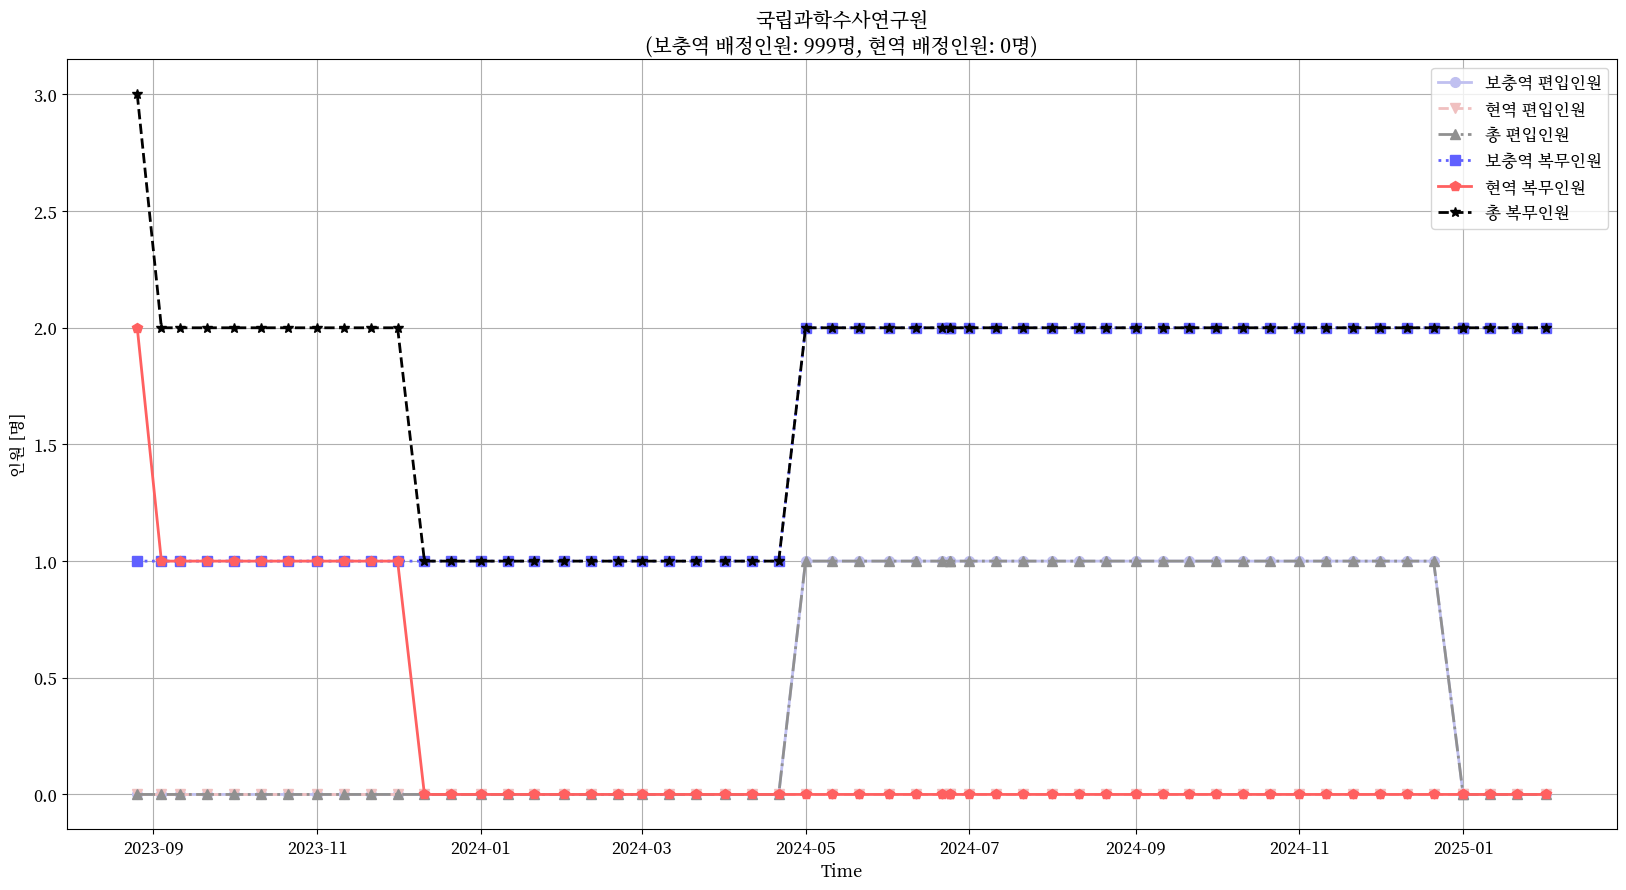 국립과학수사연구원
(보충역 배정인원: 999명, 현역 배정인원: 0명)
3.0
2.5
2.0
1.5
1.0
0.5
0.0
인원 [명]
보충역 편입인원
현역 편입인원
총 편입인원
보충역 복무인원
현역 복무인원
총 복무인원
2023-09
2023-11
2024-01
2024-03
2024-05
2024-07
2024-09
2024-11
2025-01
Time